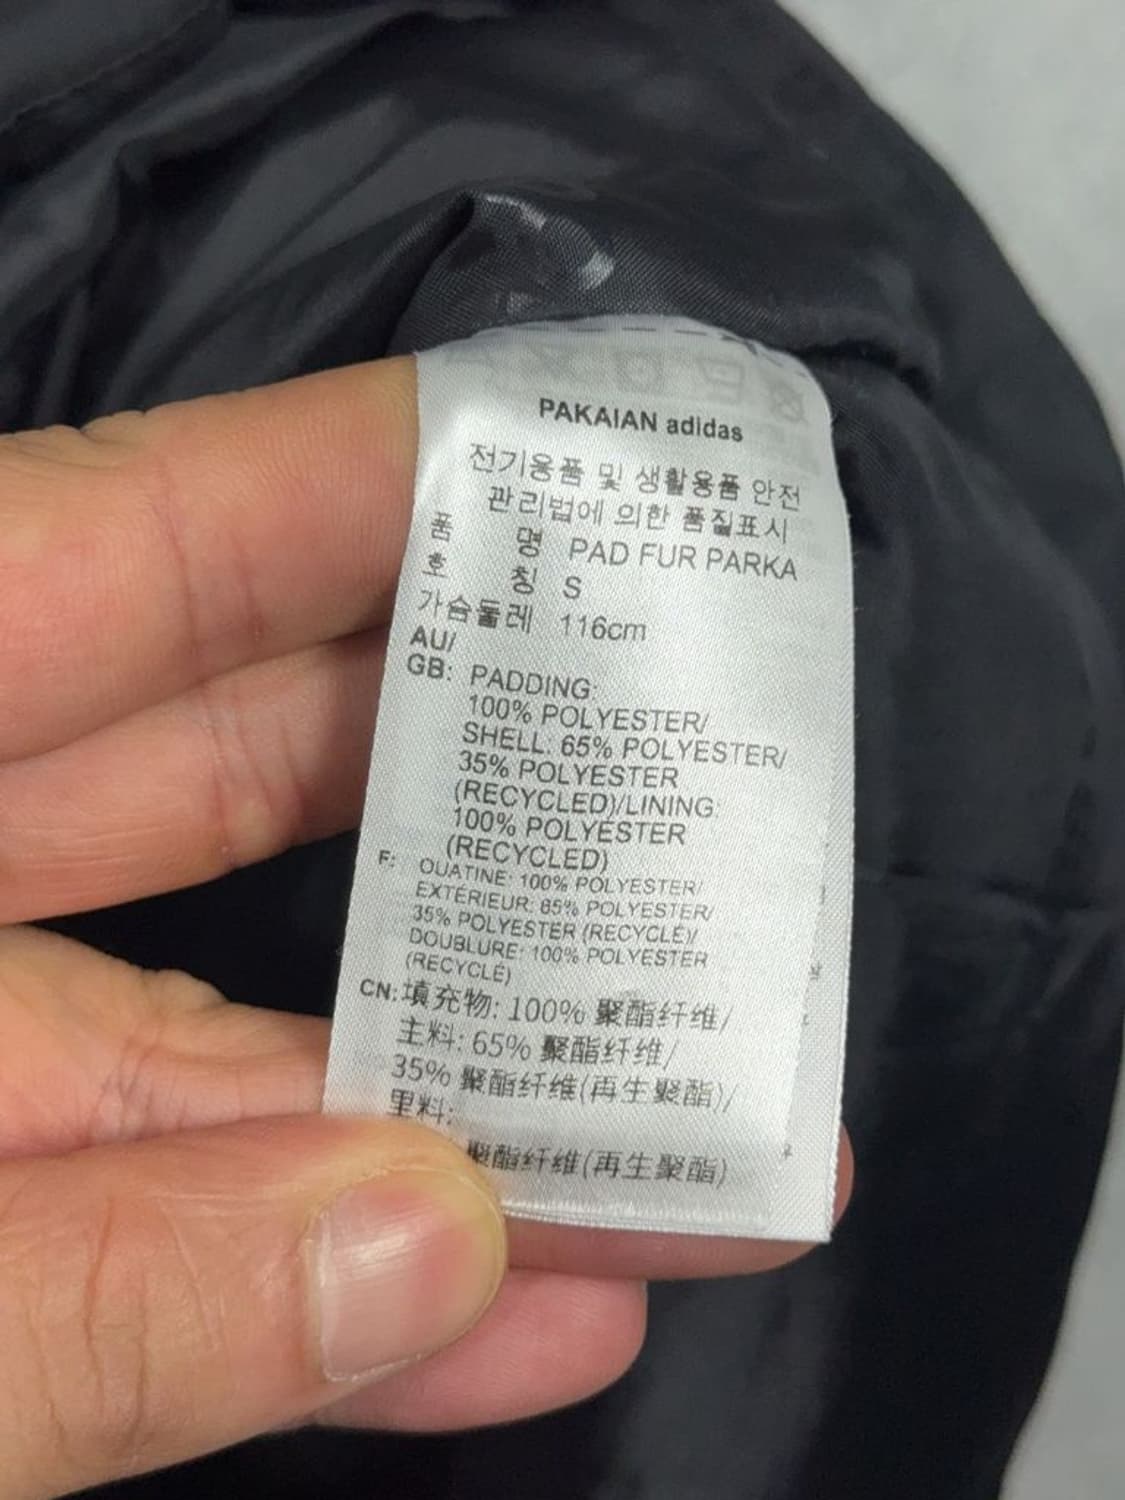 PAKAIAN adidas
전기용품 및 생활용품 안전
관리법에 의한 품질표시
품 명 PAD FUR PARKA
호 칭 S
가슴둘레 116cm
AU/
GB: PADDING:
100% POLYESTER/
SHELL: 65% POLYESTER/
35% POLYESTER
(RECYCLED)/LINING:
100% POLYESTER
(RECYCLED)
F: OUATINE: 100% POLYESTER/
EXTÉRIEUR: 65% POLYESTER/
35% POLYESTER (RECYCLÉ)/
DOUBLURE: 100% POLYESTER
(RECYCLÉ)
CN: 填充物: 100% 聚酯纤维/
主料: 65% 聚酯纤维/
35% 聚酯纤维(再生聚酯)/
里料:
聚酯纤维(再生聚酯)